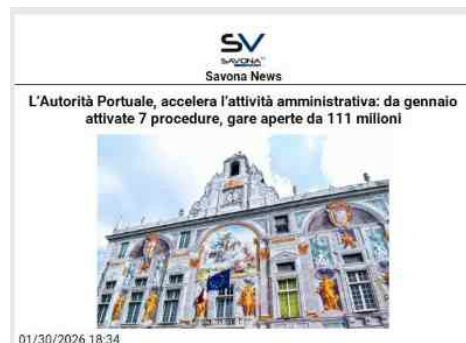 SV
SAVONA
Savona News
L'Autorità Portuale, accelera l'attività amministrativa: da gennaio
attivate 7 procedure, gare aperte da 111 milioni
01/30/2026 18:34